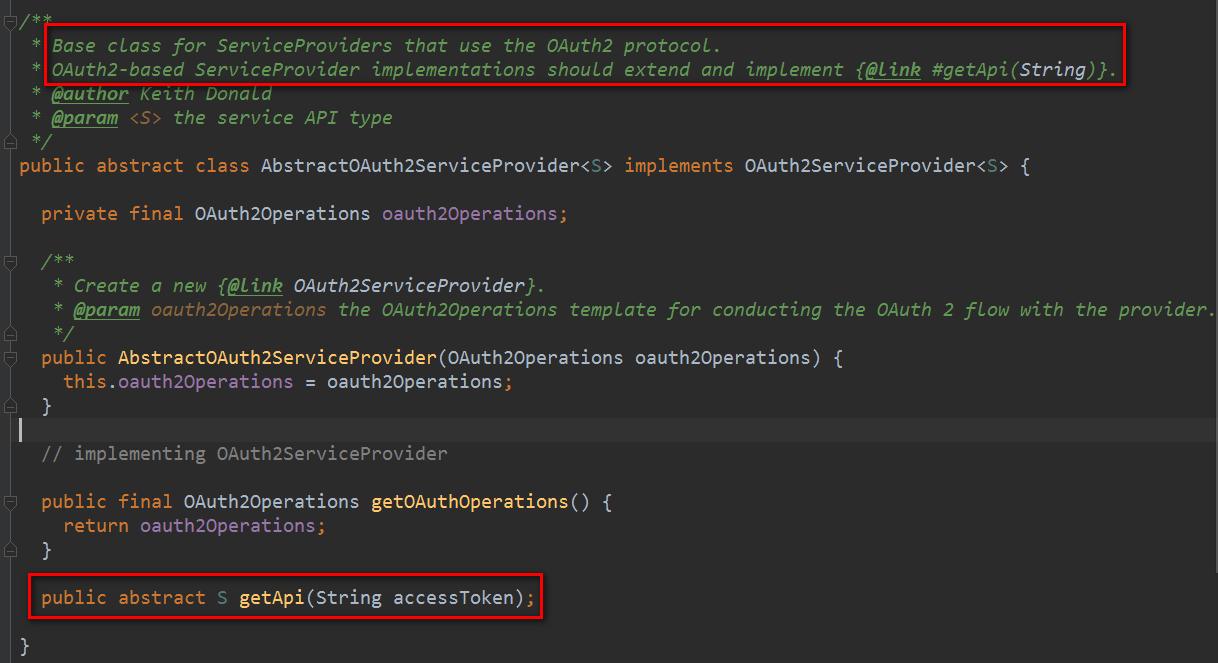 /**
* Base class for ServiceProviders that use the OAuth2 protocol.
* OAuth2-based ServiceProvider implementations should extend and implement {@link #getApi(String)}.
* @author Keith Donald
* @param <S> the service API type
*/
public abstract class AbstractOAuth2ServiceProvider<S> implements OAuth2ServiceProvider<S> {
private final OAuth2Operations oauth2Operations;
/**
* Create a new {@link OAuth2ServiceProvider}.
* @param oauth2Operations the OAuth2Operations template for conducting the OAuth 2 flow with the provider.
*/
public AbstractOAuth2ServiceProvider(OAuth2Operations oauth2Operations) {
this.oauth2Operations = oauth2Operations;
}
// implementing OAuth2ServiceProvider
public final OAuth2Operations getOAuthOperations() {
return oauth2Operations;
}
public abstract S getApi(String accessToken);
}